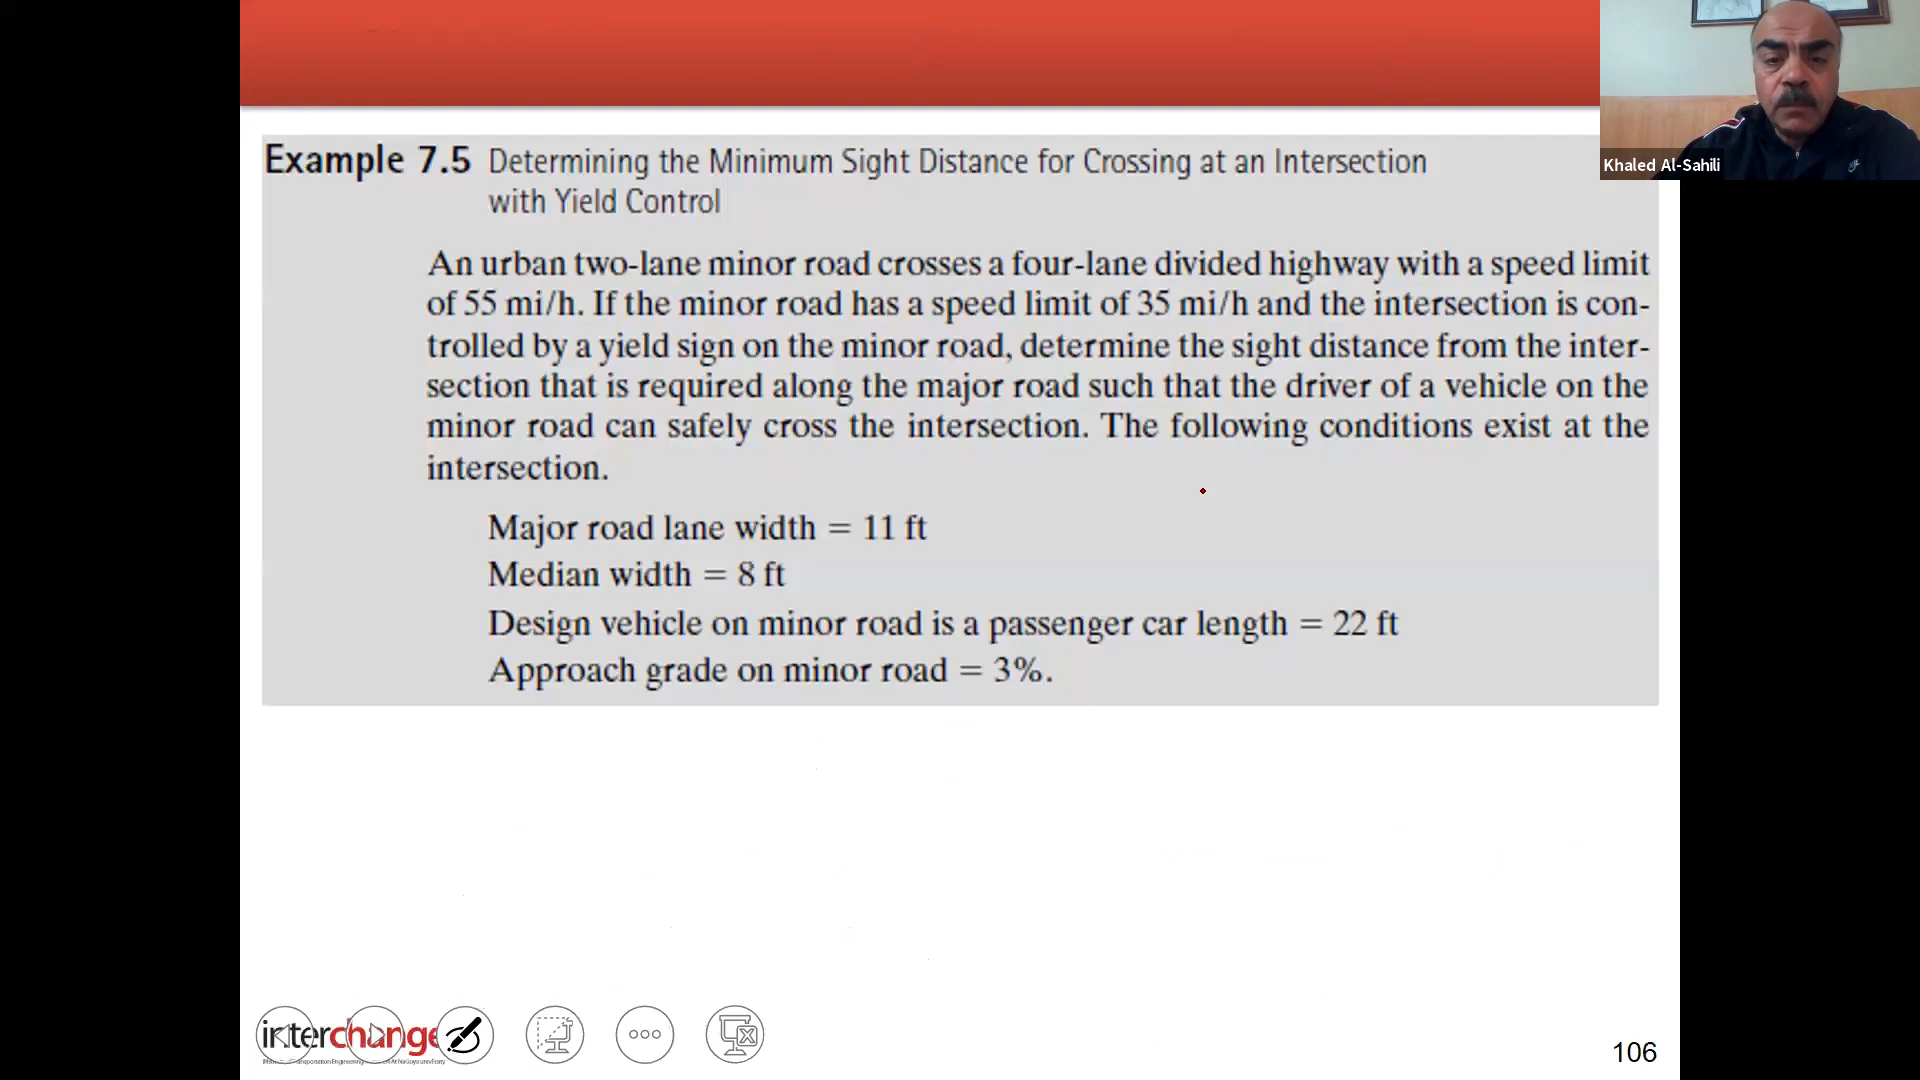 Khaled Al-Sahili
Example 7.5 Determining the Minimum Sight Distance for Crossing at an Intersection
with Yield Control
An urban two-lane minor road crosses a four-lane divided highway with a speed limit
of 55 mi/h. If the minor road has a speed limit of 35 mi/h and the intersection is con-
trolled by a yield sign on the minor road, determine the sight distance from the inter-
section that is required along the major road such that the driver of a vehicle on the
minor road can safely cross the intersection. The following conditions exist at the
intersection.
Major road lane width = 11 ft
Median width = 8 ft
Design vehicle on minor road is a passenger car length = 22 ft
Approach grade on minor road = 3%.
interchange
106